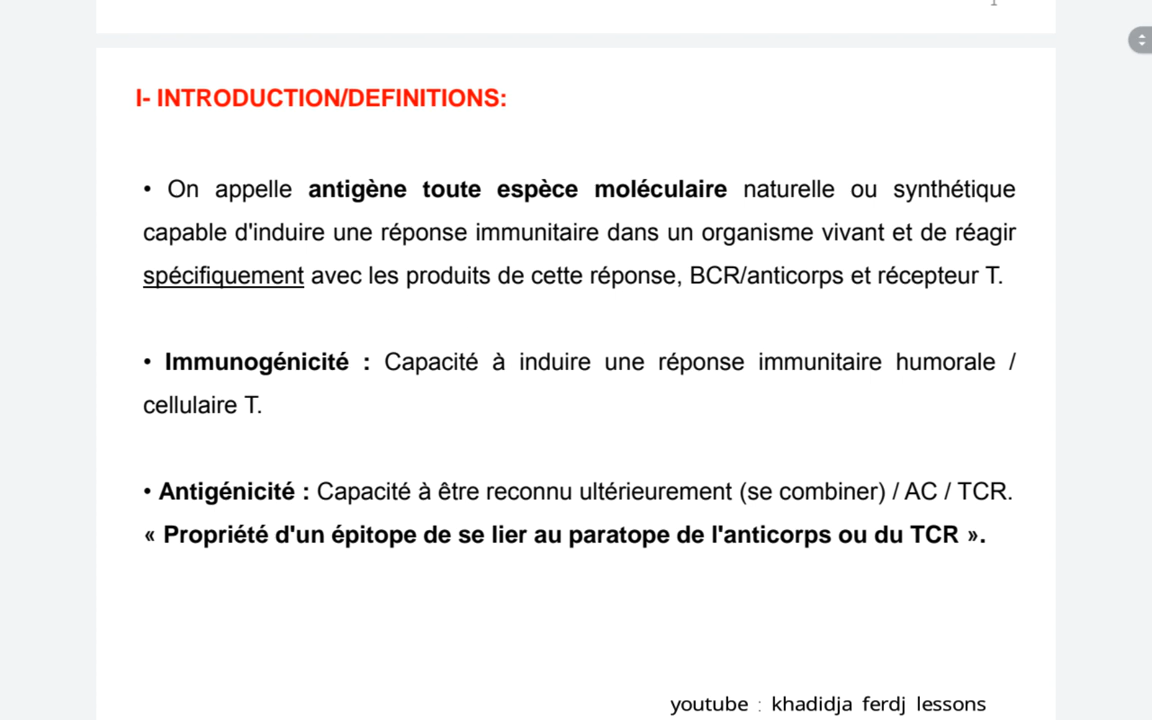 I- INTRODUCTION/DEFINITIONS:
• On appelle antigène toute espèce moléculaire naturelle ou synthétique
capable d'induire une réponse immunitaire dans un organisme vivant et de réagir
spécifiquement avec les produits de cette réponse, BCR/anticorps et récepteur T.
• Immunogénicité : Capacité à induire une réponse immunitaire humorale /
cellulaire T.
• Antigénicité : Capacité à être reconnu ultérieurement (se combiner) / AC / TCR.
« Propriété d'un épitope de se lier au paratope de l'anticorps ou du TCR ».
youtube : khadidja ferdj lessons